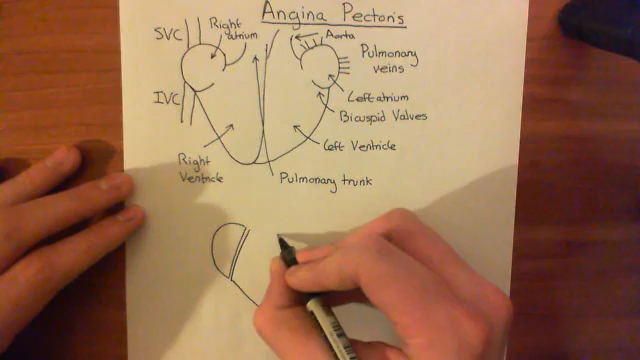 Angina Pectoris
SVC
Right
atrium
Aorta
Pulmonary
veins
IVC
Left atrium
Bicuspid Valves
Left Ventricle
Right
Ventricle
Pulmonary trunk